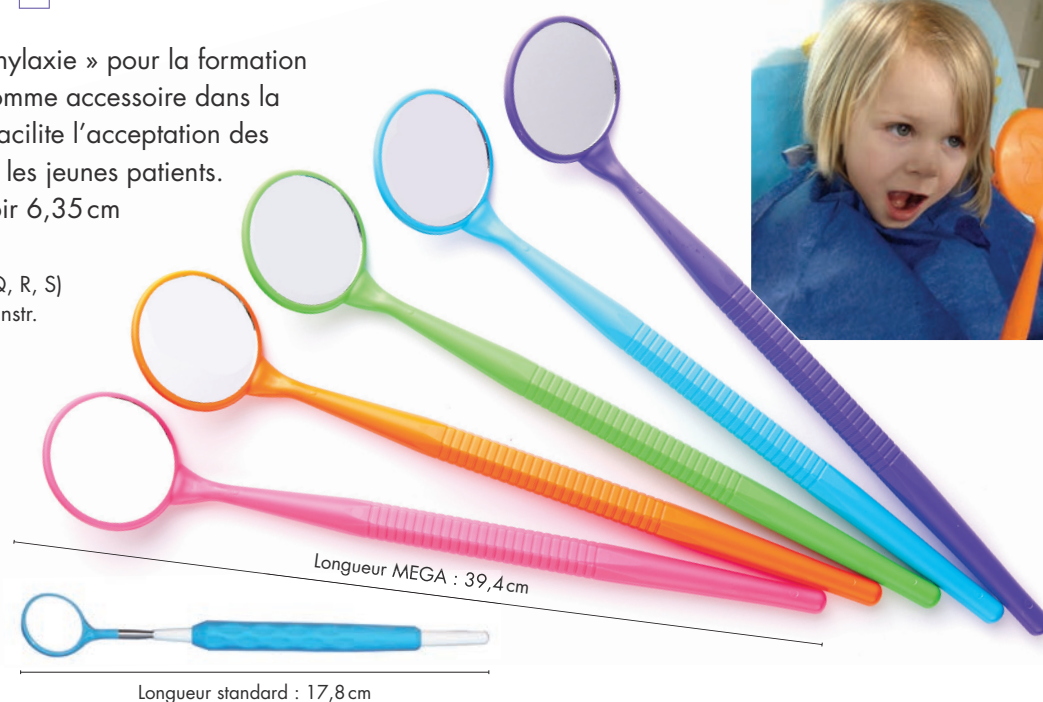 hylaxie » pour la formation
omme accessoire dans la
acilite l'acceptation des
les jeunes patients.
ir 6,35 cm
Q, R, S)
nstr.
Longueur MEGA : 39,4 cm
Longueur standard : 17,8 cm